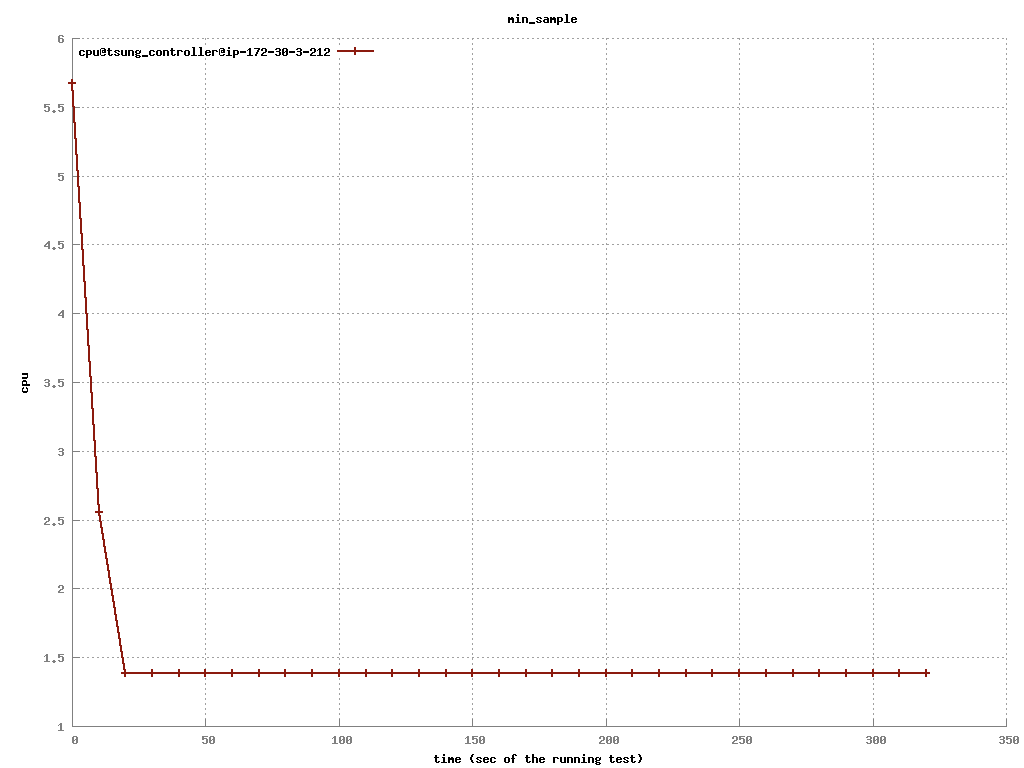 min_sample
cpu@tsung_controller@ip-172-30-3-212
6
5.5
5
4.5
4
3.5
3
2.5
2
1.5
1
cpu
0 50 100 150 200 250 300 350
time (sec of the running test)